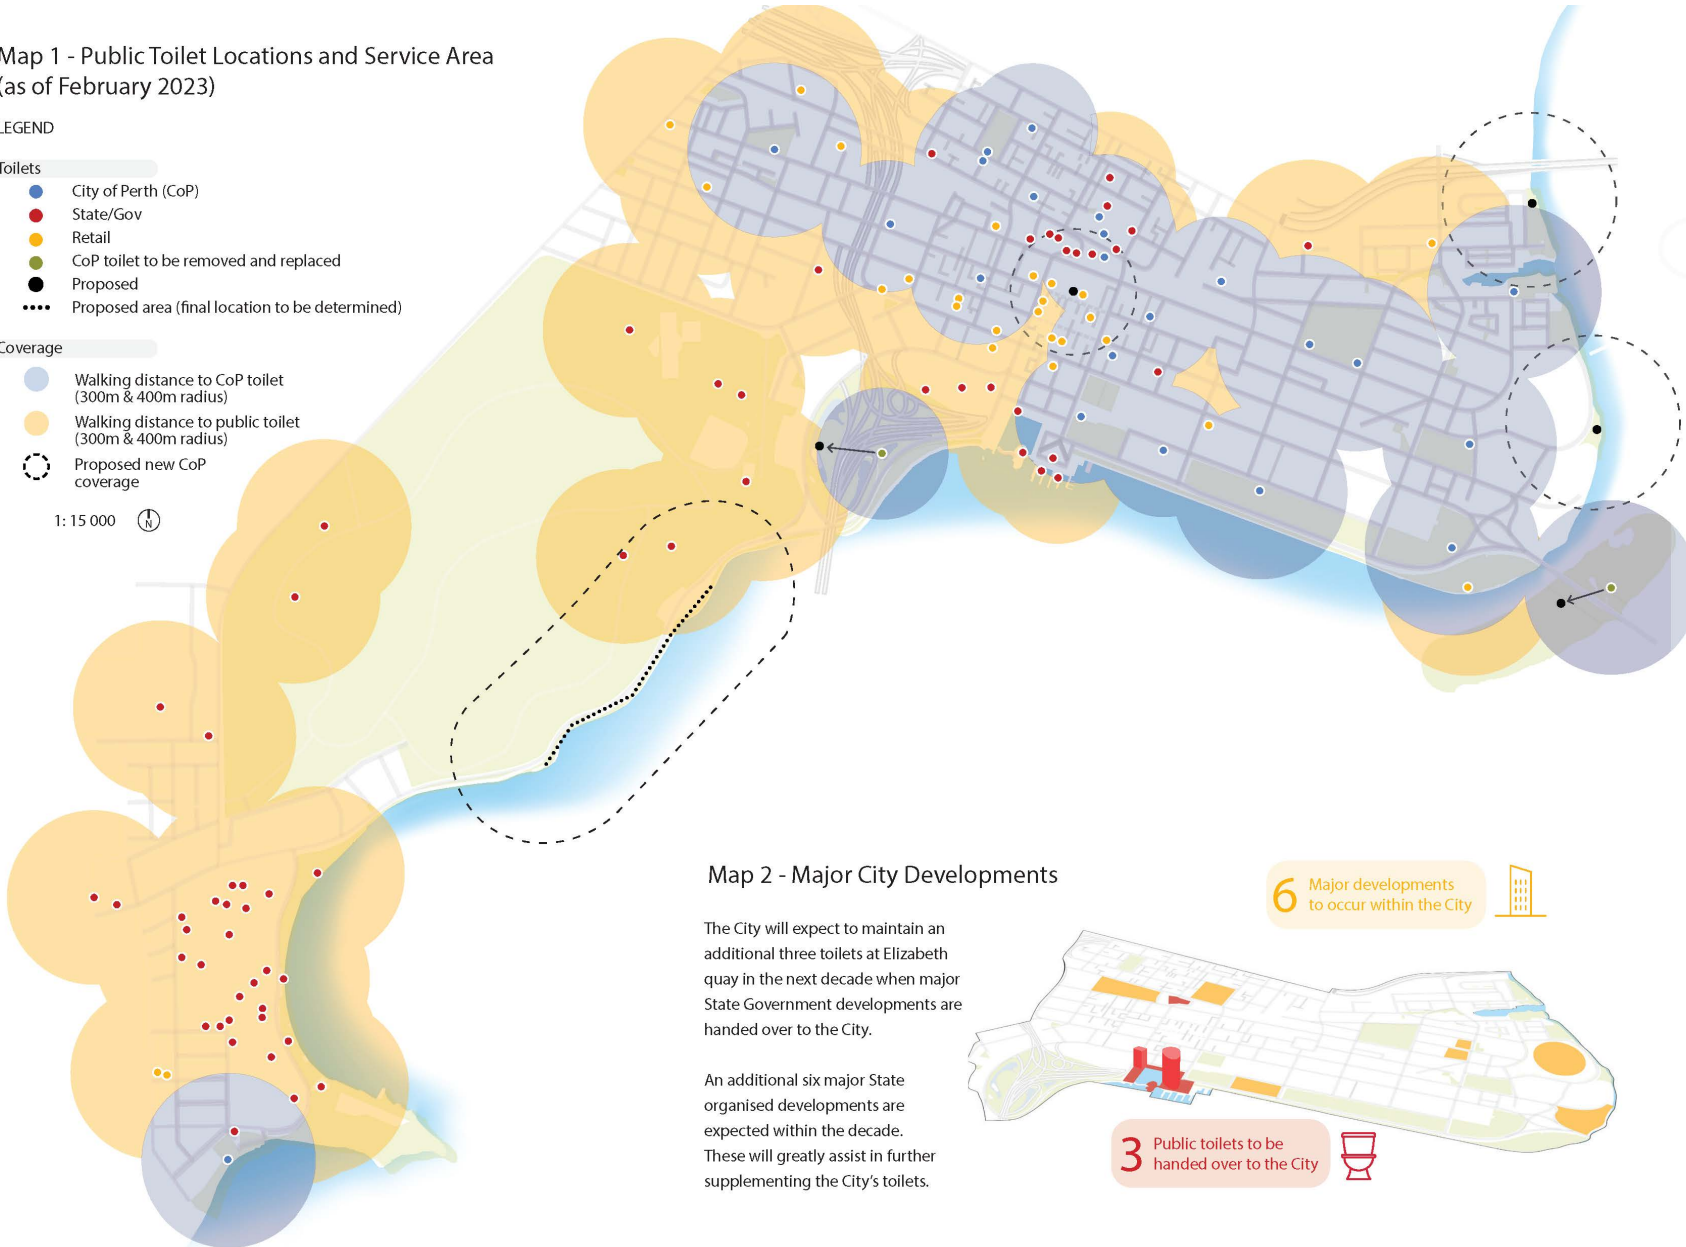 Map 1 - Public Toilet Locations and Service Area
(as of February 2023)
LEGEND
Toilets
City of Perth (CoP)
State/Gov
Retail
CoP toilet to be removed and replaced
Proposed
Proposed area (final location to be determined)
Coverage
Walking distance to CoP toilet
(300m & 400m radius)
Walking distance to public toilet
(300m & 400m radius)
Proposed new CoP
coverage
1: 15 000
N
Map 2 - Major City Developments
The City will expect to maintain an
additional three toilets at Elizabeth
quay in the next decade when major
State Government developments are
handed over to the City.
An additional six major State
organised developments are
expected within the decade.
These will greatly assist in further
supplementing the City's toilets.
6
Major developments
to occur within the City
3
Public toilets to be
handed over to the City